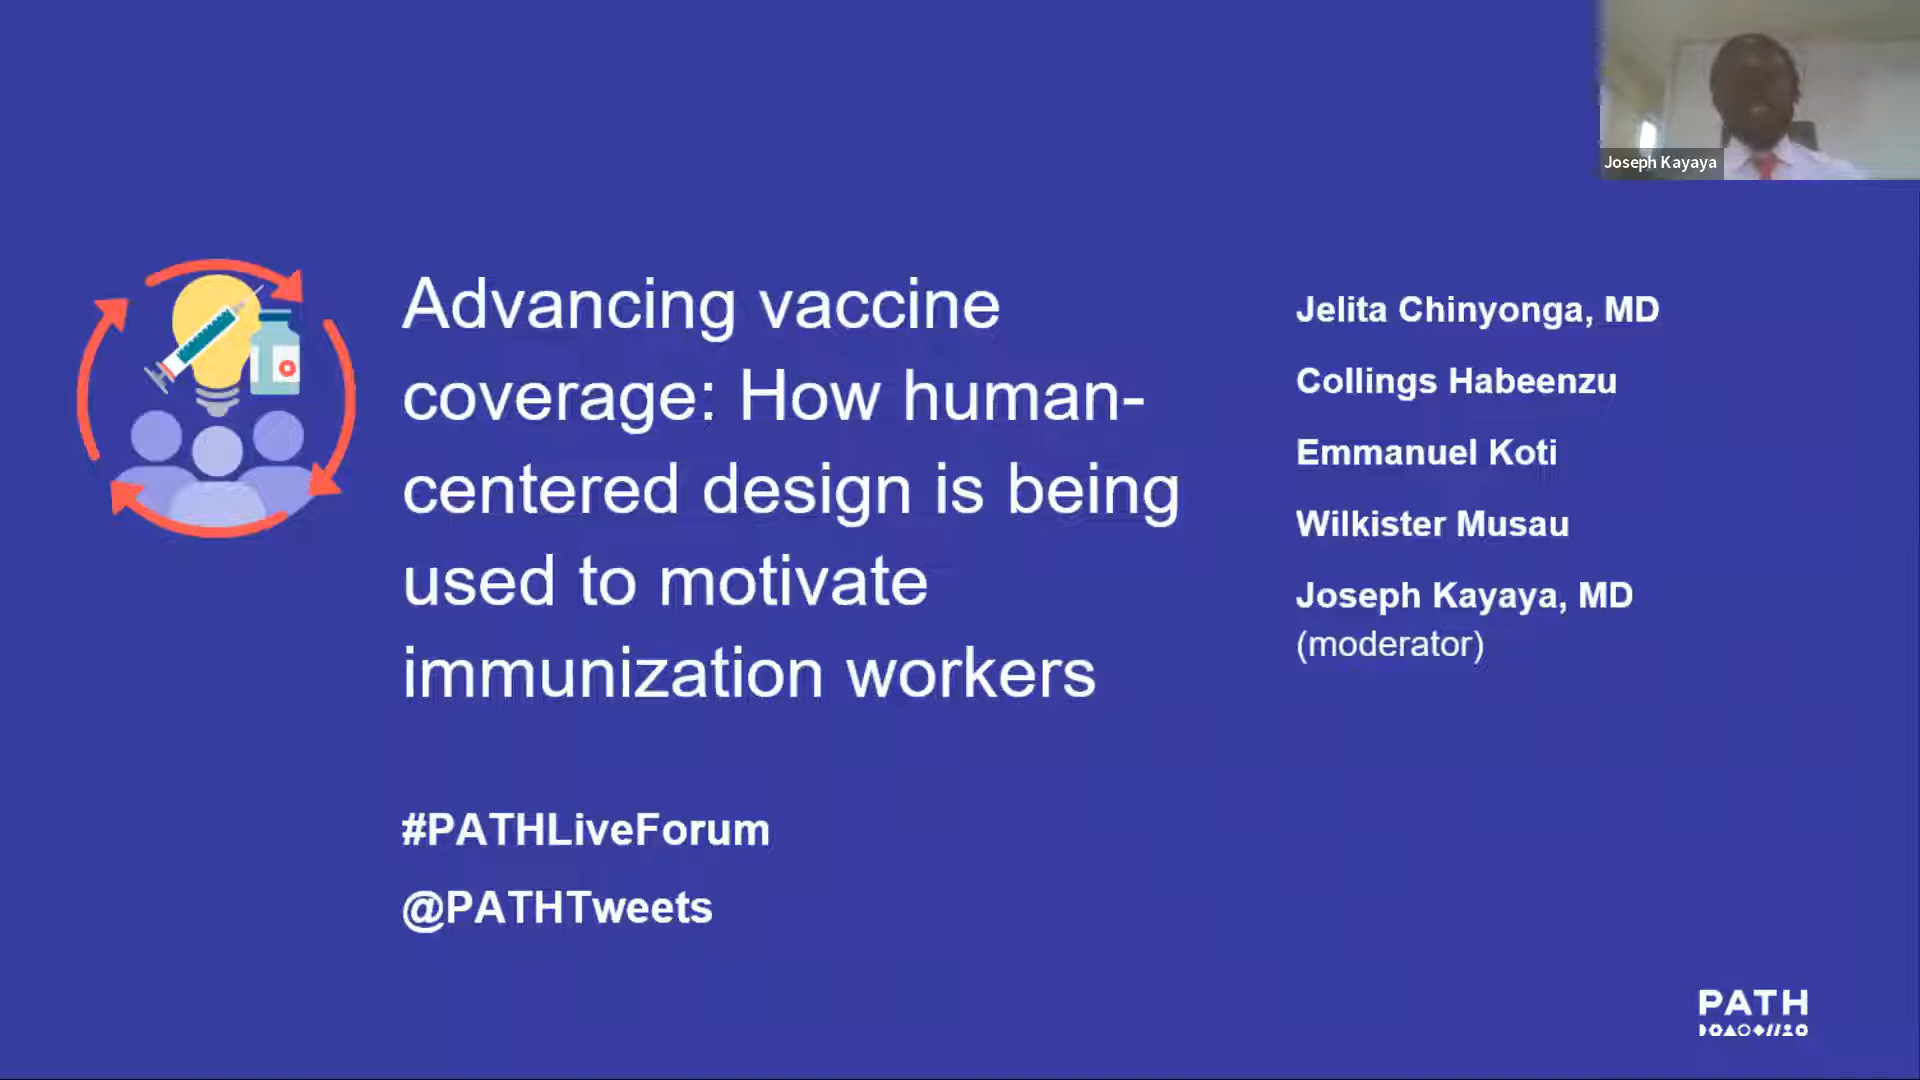 Joseph Kayaya
Advancing vaccine
coverage: How human-
centered design is being
used to motivate
immunization workers
#PATHLiveForum
@PATHTweets
Jelita Chinyonga, MD
Collings Habeenzu
Emmanuel Koti
Wilkister Musau
Joseph Kayaya, MD
(moderator)
PATH